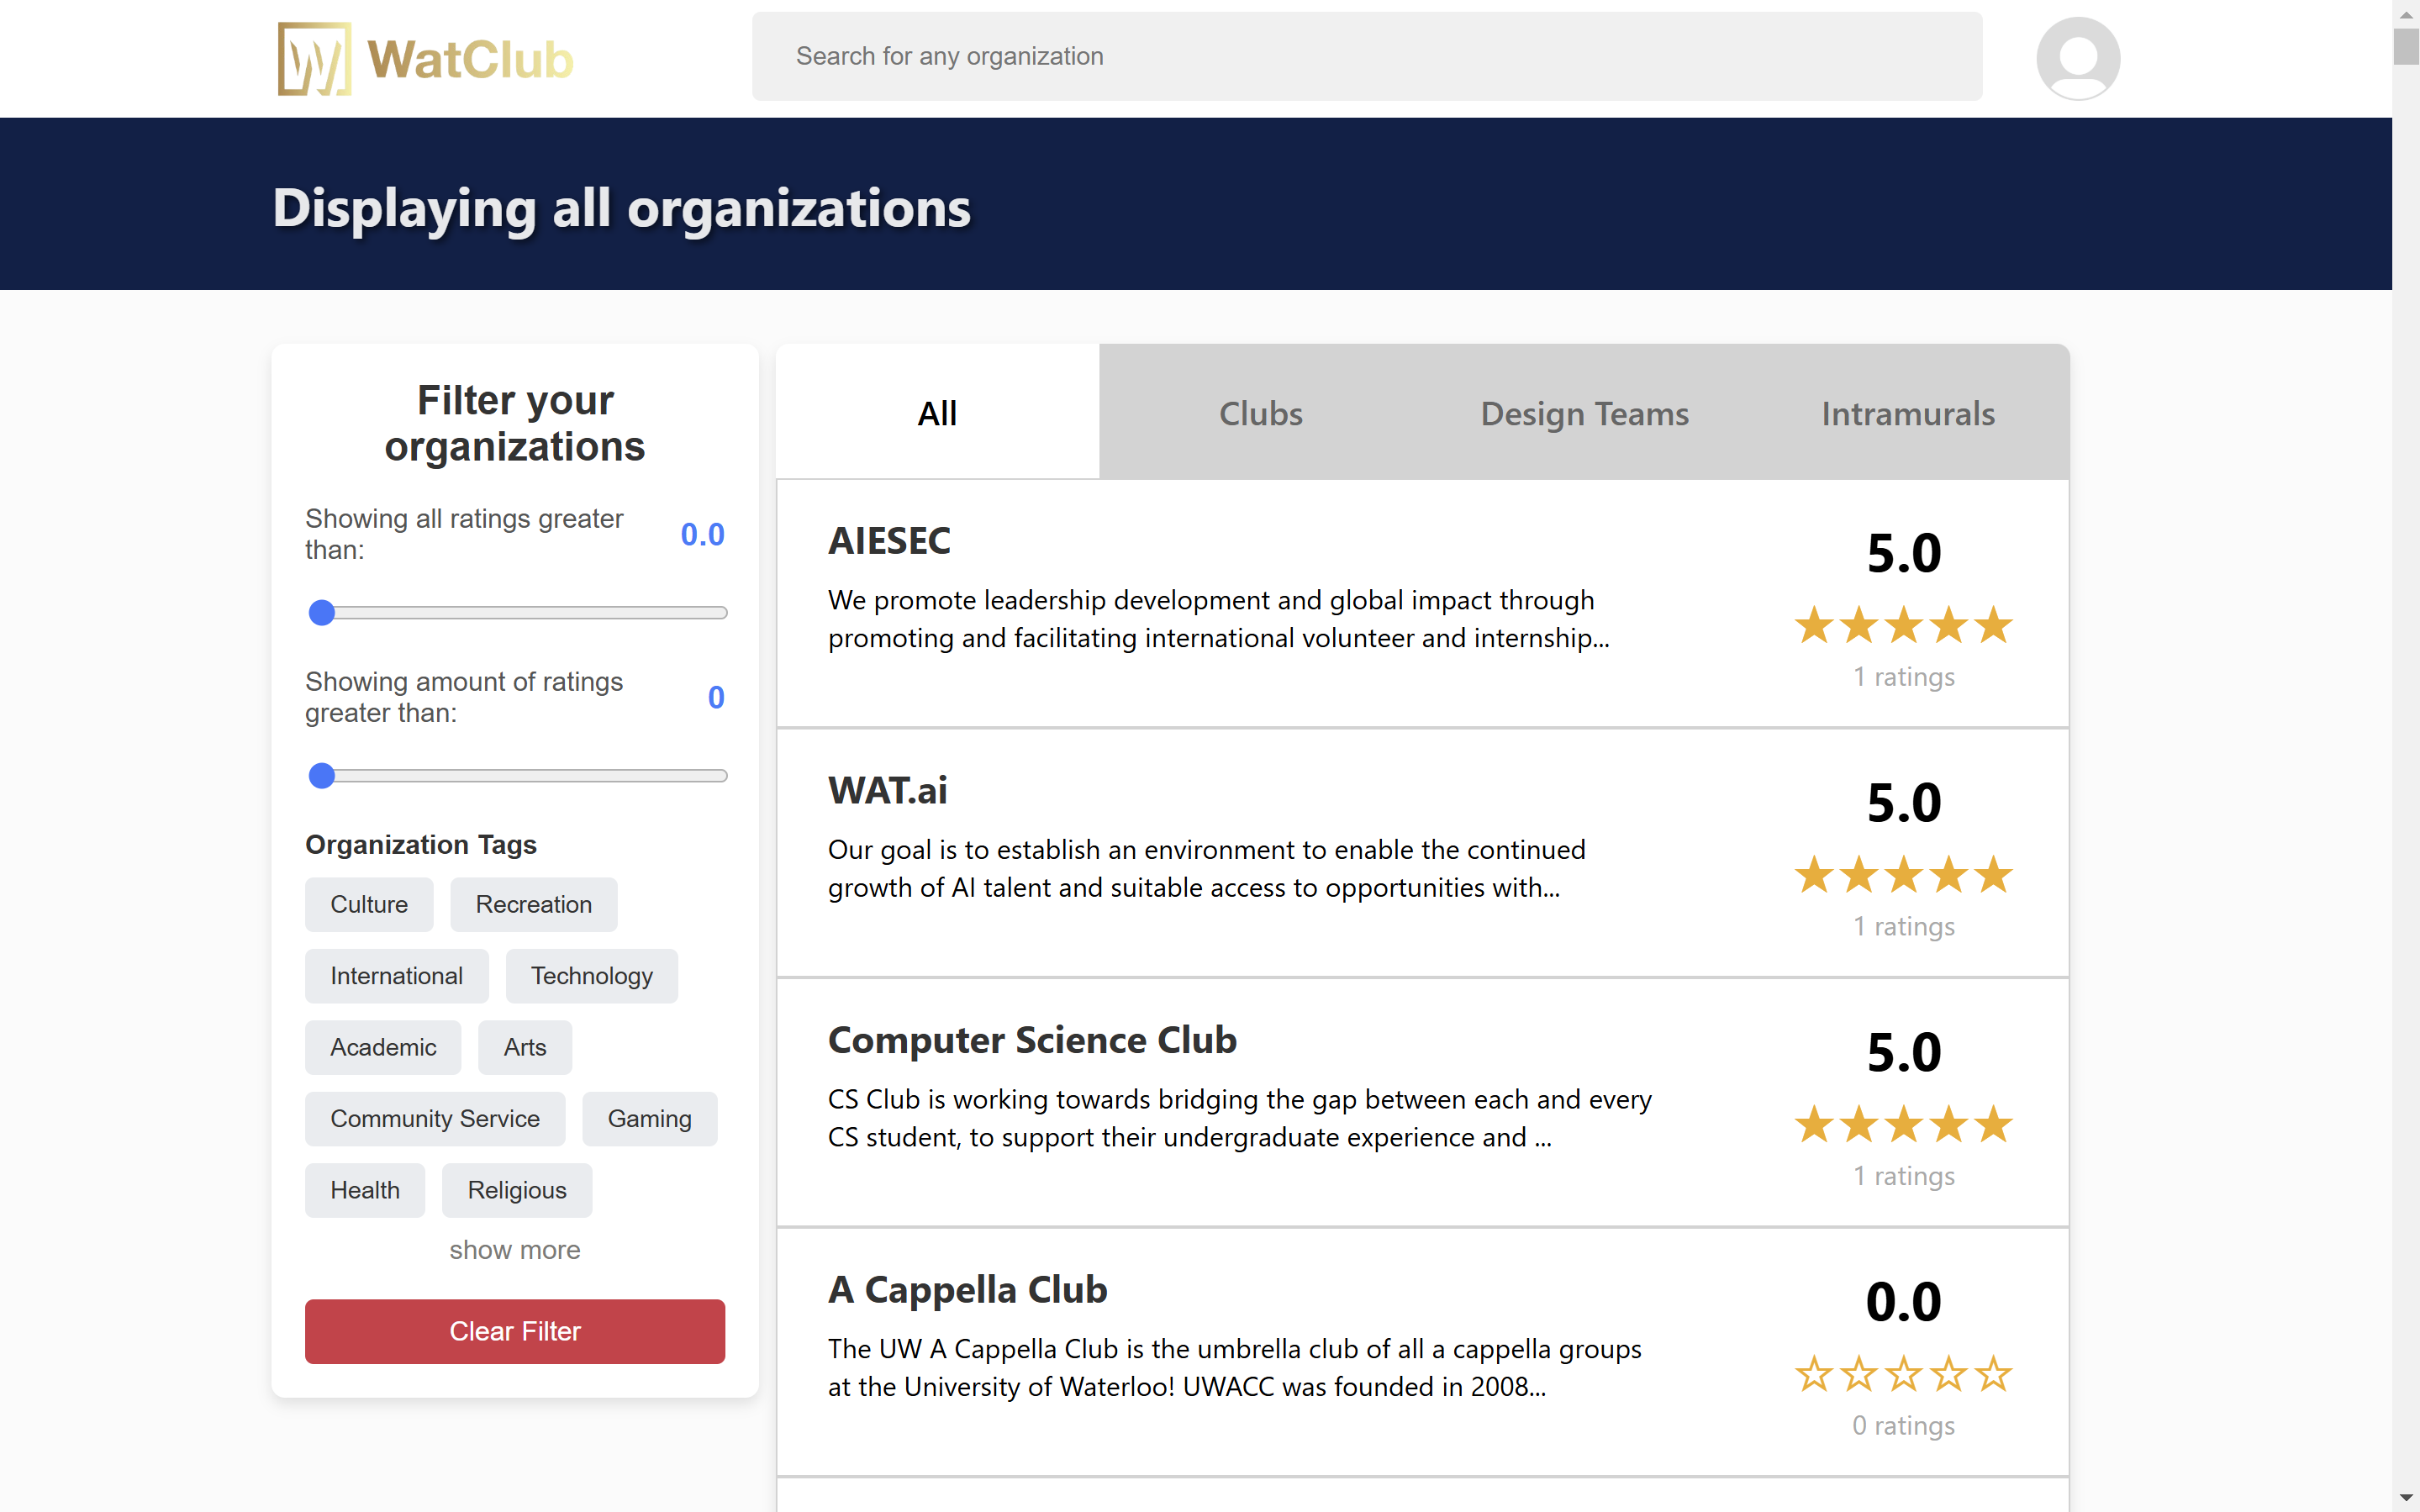 W WatClub
Search for any organization
Displaying all organizations
Filter your
organizations
Showing all ratings greater
than:
0.0
Showing amount of ratings
greater than:
0
Organization Tags
Culture
Recreation
International
Technology
Academic
Arts
Community Service
Gaming
Health
Religious
show more
Clear Filter
All
Clubs
Design Teams
Intramurals
AIESEC
We promote leadership development and global impact through
promoting and facilitating international volunteer and internship...
5.0
1 ratings
WAT.ai
Our goal is to establish an environment to enable the continued
growth of AI talent and suitable access to opportunities with...
5.0
1 ratings
Computer Science Club
CS Club is working towards bridging the gap between each and every
CS student, to support their undergraduate experience and ...
5.0
1 ratings
A Cappella Club
The UW A Cappella Club is the umbrella club of all a cappella groups
at the University of Waterloo! UWACC was founded in 2008...
0.0
0 ratings